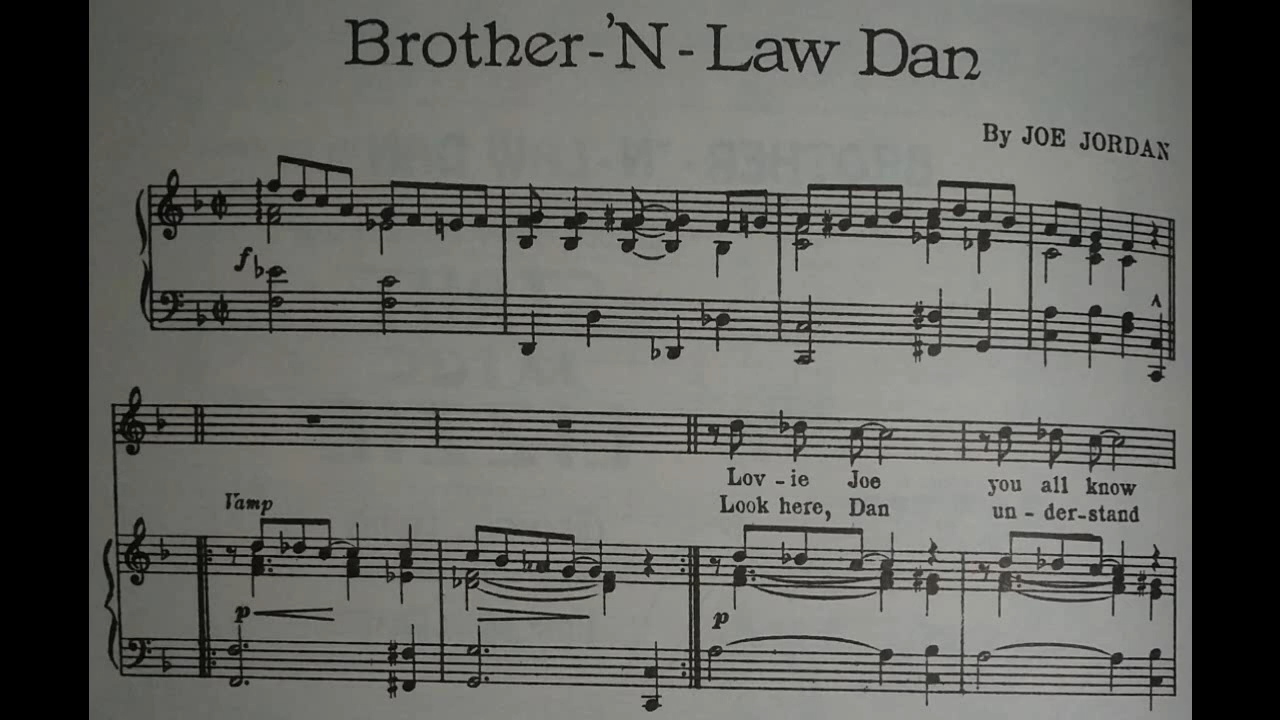 Brother-'N-Law Dan
By JOE JORDAN
f
Lov - ie Joe you all know
Vamp
Look here, Dan un - der-stand
p
p